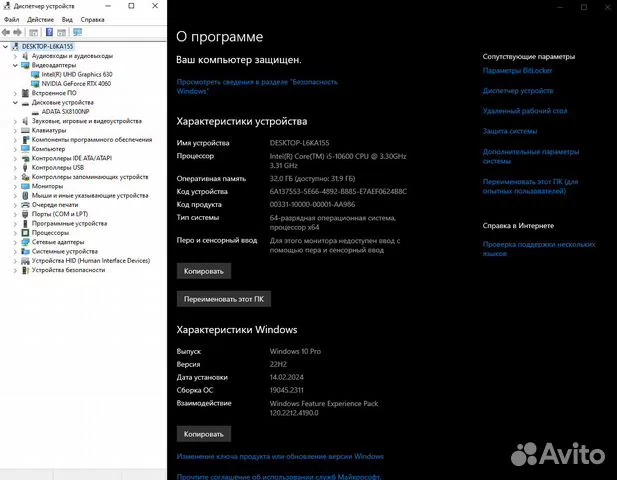 Диспетчер устройств
Файл Действие Вид Справка
DESKTOP-L6KA155
Аудиовходы и аудиовыходы
Видеоадаптеры
Intel(R) UHD Graphics 630
NVIDIA GeForce RTX 4060
Встроенное ПО
Дисковые устройства
ADATA SX8100NP
Звуковые, игровые и видеоустройства
Клавиатуры
Компоненты программного обеспечения
Компьютер
Контроллеры IDE ATA/ATAPI
Контроллеры USB
Контроллеры запоминающих устройств
Мониторы
Мыши и иные указывающие устройства
Очереди печати
Порты (COM и LPT)
Программные устройства
Процессоры
Сетевые адаптеры
Системные устройства
Устройства HID (Human Interface Devices)
Устройства безопасности
О программе
Ваш компьютер защищен.
Просмотреть сведения в разделе "Безопасность
Windows"
Характеристики устройства
Имя устройства DESKTOP-L6KA155
Процессор Intel(R) Core(TM) i5-10600 CPU @ 3.30GHz
3.31 GHz
Оперативная память 32,0 ГБ (доступно: 31,9 ГБ)
Код устройства 6A137553-5E66-4892-B885-E7AEF062488C
Код продукта 00331-10000-00001-AA986
Тип системы 64-разрядная операционная система,
процессор x64
Перо и сенсорный ввод Для этого монитора недоступен ввод с
помощью пера и сенсорный ввод
Копировать
Переименовать этот ПК
Характеристики Windows
Выпуск Windows 10 Pro
Версия 22H2
Дата установки 14.02.2024
Сборка ОС 19045.2311
Взаимодействие Windows Feature Experience Pack
120.2212.4190.0
Копировать
Изменение ключа продукта или обновление версии Windows
Прочтите соглашение об использовании служб Майкрософт,
Сопутствующие параметры
Параметры BitLocker
Диспетчер устройств
Удаленный рабочий стол
Защита системы
Дополнительные параметры
системы
Переименовать этот ПК (для
опытных пользователей)
Справка в Интернете
Проверка поддержки нескольких
языков
Avito